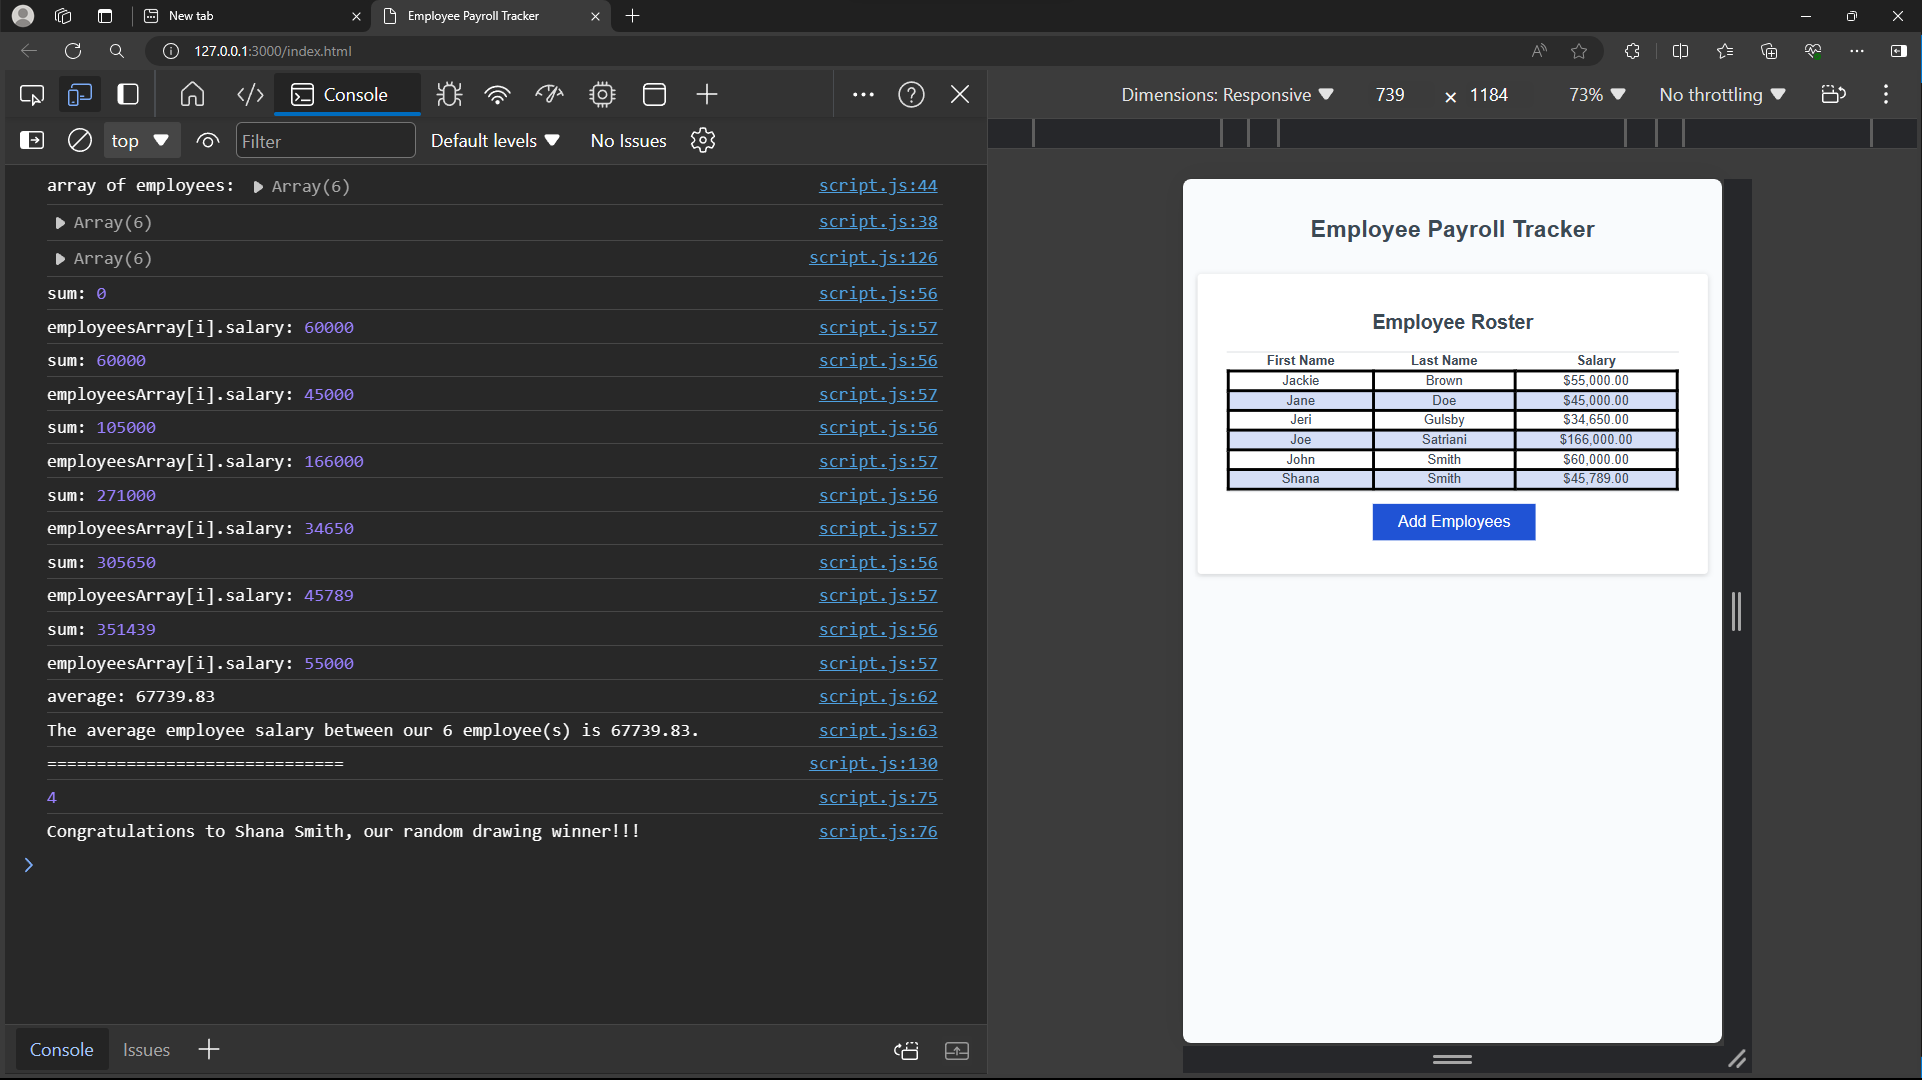 New tab
Employee Payroll Tracker
127.0.0.1:3000/index.html
Console
Dimensions: Responsive 739 × 1184 73% No throttling
top Filter Default levels No Issues
array of employees: Array(6) script.js:44
Array(6) script.js:38
Array(6) script.js:126
sum: 0 script.js:56
employeesArray[i].salary: 60000 script.js:57
sum: 60000 script.js:56
employeesArray[i].salary: 45000 script.js:57
sum: 105000 script.js:56
employeesArray[i].salary: 166000 script.js:57
sum: 271000 script.js:56
employeesArray[i].salary: 34650 script.js:57
sum: 305650 script.js:56
employeesArray[i].salary: 45789 script.js:57
sum: 351439 script.js:56
employeesArray[i].salary: 55000 script.js:57
average: 67739.83 script.js:62
The average employee salary between our 6 employee(s) is 67739.83. script.js:63
============================== script.js:130
4 script.js:75
Congratulations to Shana Smith, our random drawing winner!!! script.js:76
Console Issues
Employee Payroll Tracker
Employee Roster
First Name Last Name Salary
Jackie Brown $55,000.00
Jane Doe $45,000.00
Jeri Gulsby $34,650.00
Joe Satriani $166,000.00
John Smith $60,000.00
Shana Smith $45,789.00
Add Employees